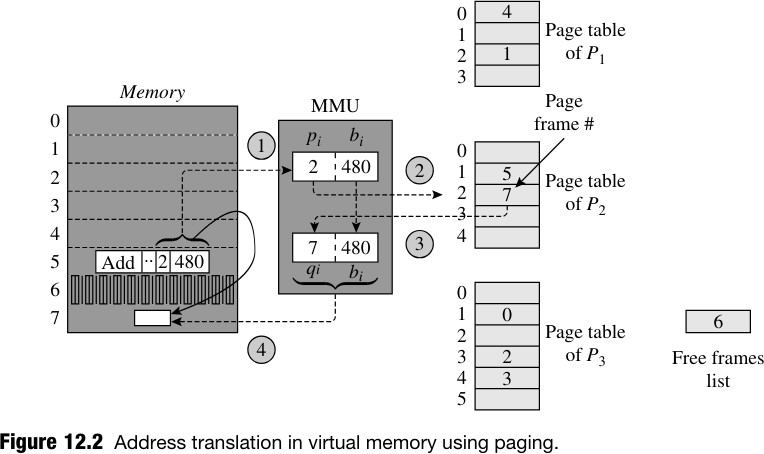 0 4
1
2 1
3
Page table
of P1
Memory
MMU
Page
frame #
0
1
2
3
4
5
6
7
1
pi bi
2 480
2
0
1 5
2 7
3
4
Page table
of P2
Add ·· 2 480
7 480
qi bi
3
4
0
1 0
2
3 2
4 3
5
Page table
of P3
6
Free frames
list
Figure 12.2 Address translation in virtual memory using paging.